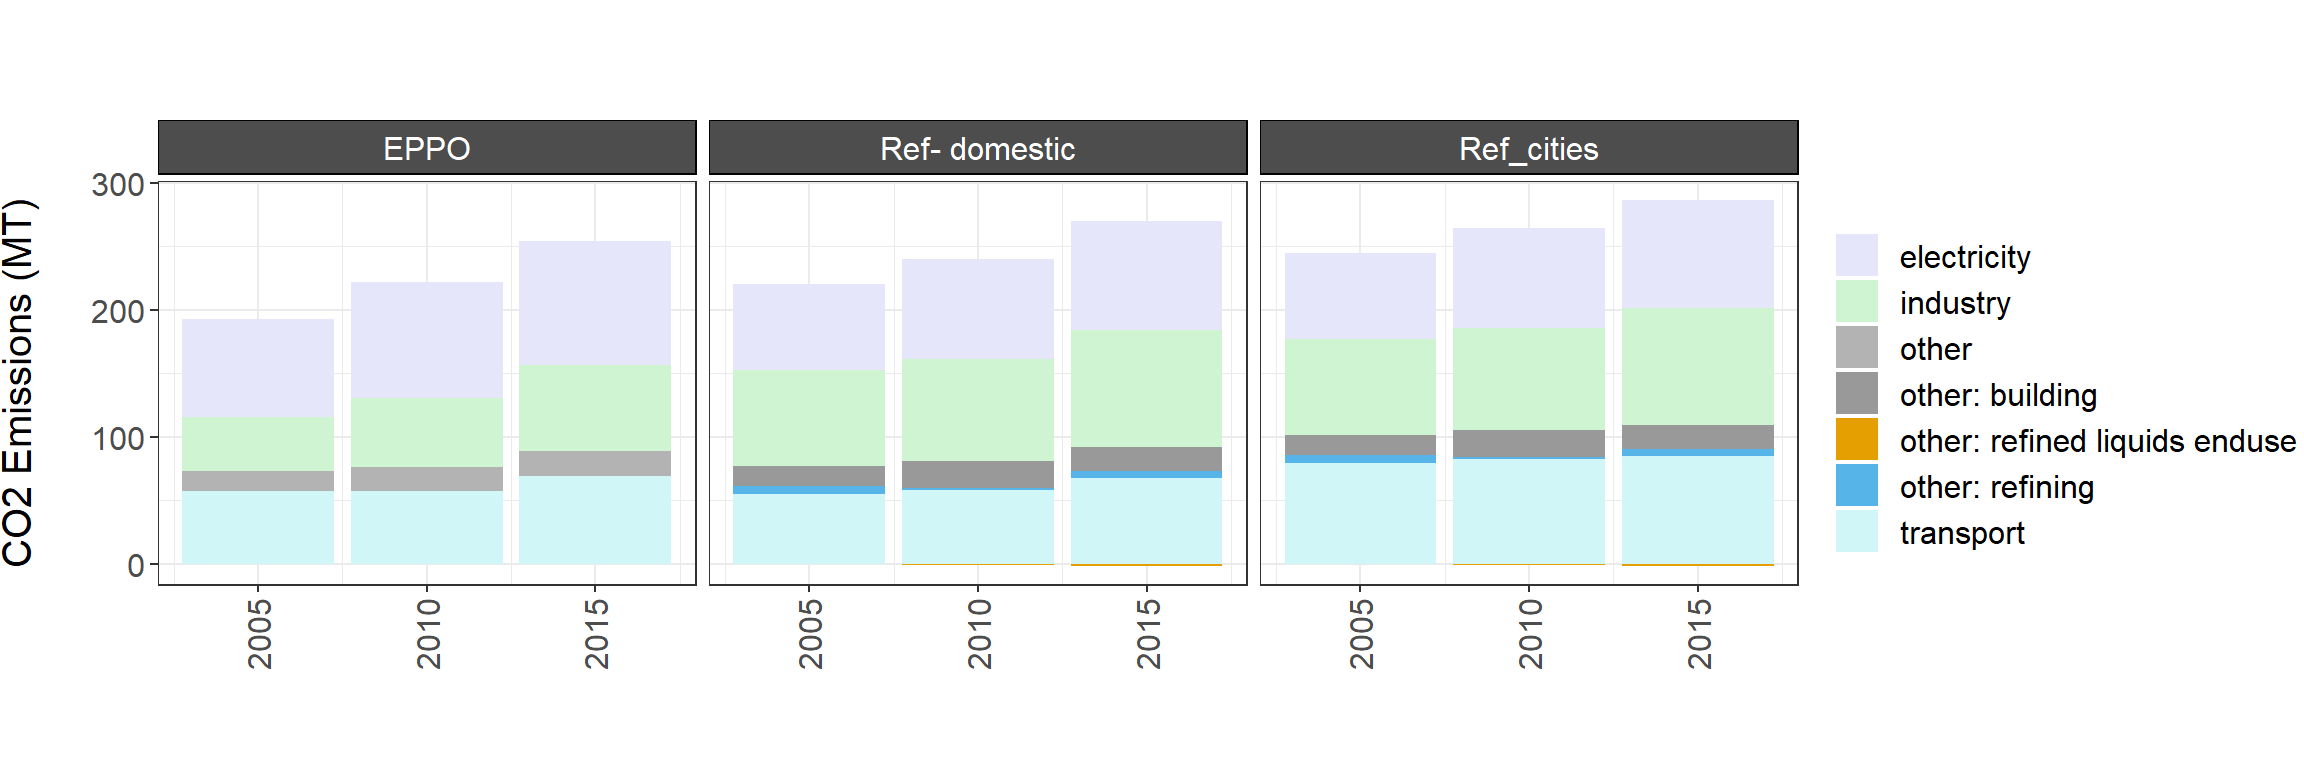 EPPO
Ref- domestic
Ref_cities
CO2 Emissions (MT)
300
200
100
0
2005
2010
2015
2005
2010
2015
2005
2010
2015
electricity
industry
other
other: building
other: refined liquids enduse
other: refining
transport